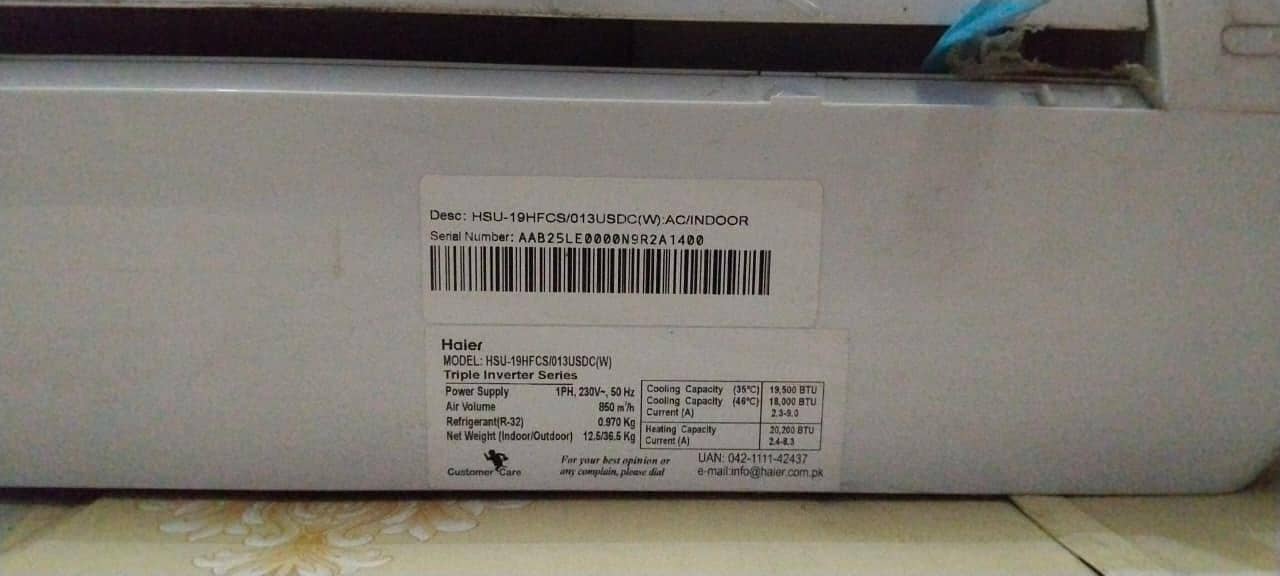 Desc: HSU-19HFCS/013USDC(W):AC/INDOOR
Serial Number: AAB25LE0000N9R2A1400
Haier
MODEL: HSU-19HFCS/013USDC(W)
Triple Inverter Series
Power Supply 1PH, 230V~, 50 Hz
Air Volume 850 m³/h
Refrigerant(R-32) 0.970 Kg
Net Weight (Indoor/Outdoor) 12.5/36.5 Kg
Cooling Capacity (35°C) 19,500 BTU
Cooling Capacity (46°C) 18,000 BTU
Current (A) 2.3-9.0
Heating Capacity 20,200 BTU
Current (A) 2.4-8.3
Customer Care
For your best opinion or
any complain, please dial
UAN: 042-1111-42437
e-mail:info@haier.com.pk